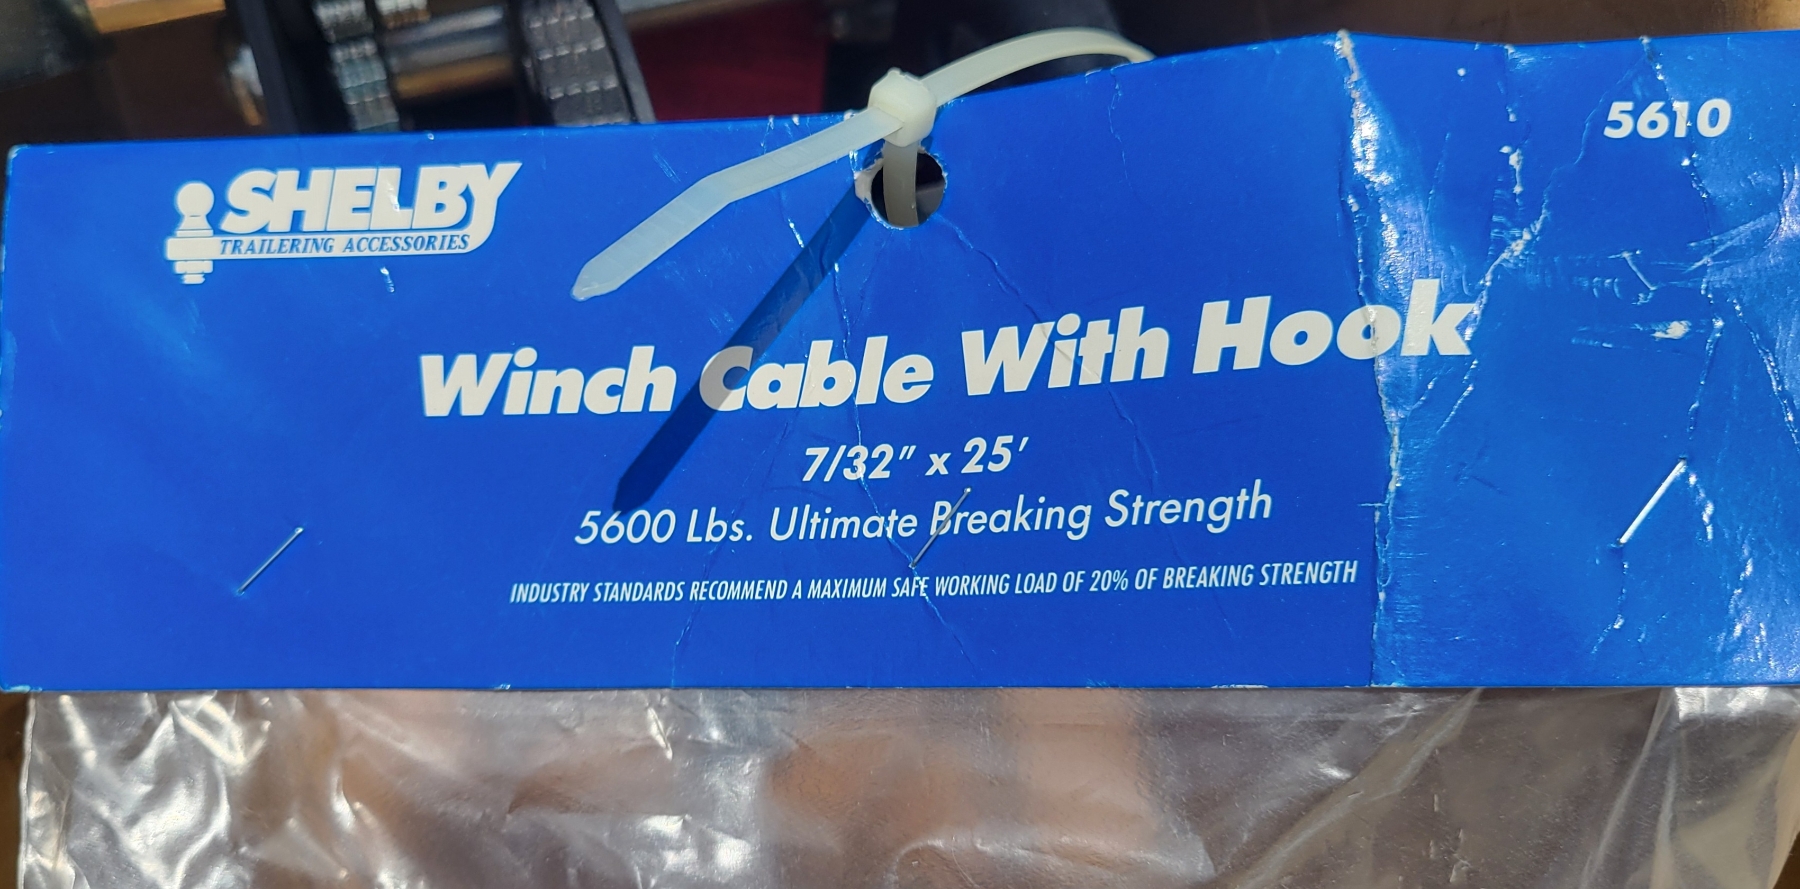 SHELBY
TRAILERING ACCESSORIES
5610
Winch Cable With Hook
7/32" x 25'
5600 Lbs. Ultimate Breaking Strength
INDUSTRY STANDARDS RECOMMEND A MAXIMUM SAFE WORKING LOAD OF 20% OF BREAKING STRENGTH